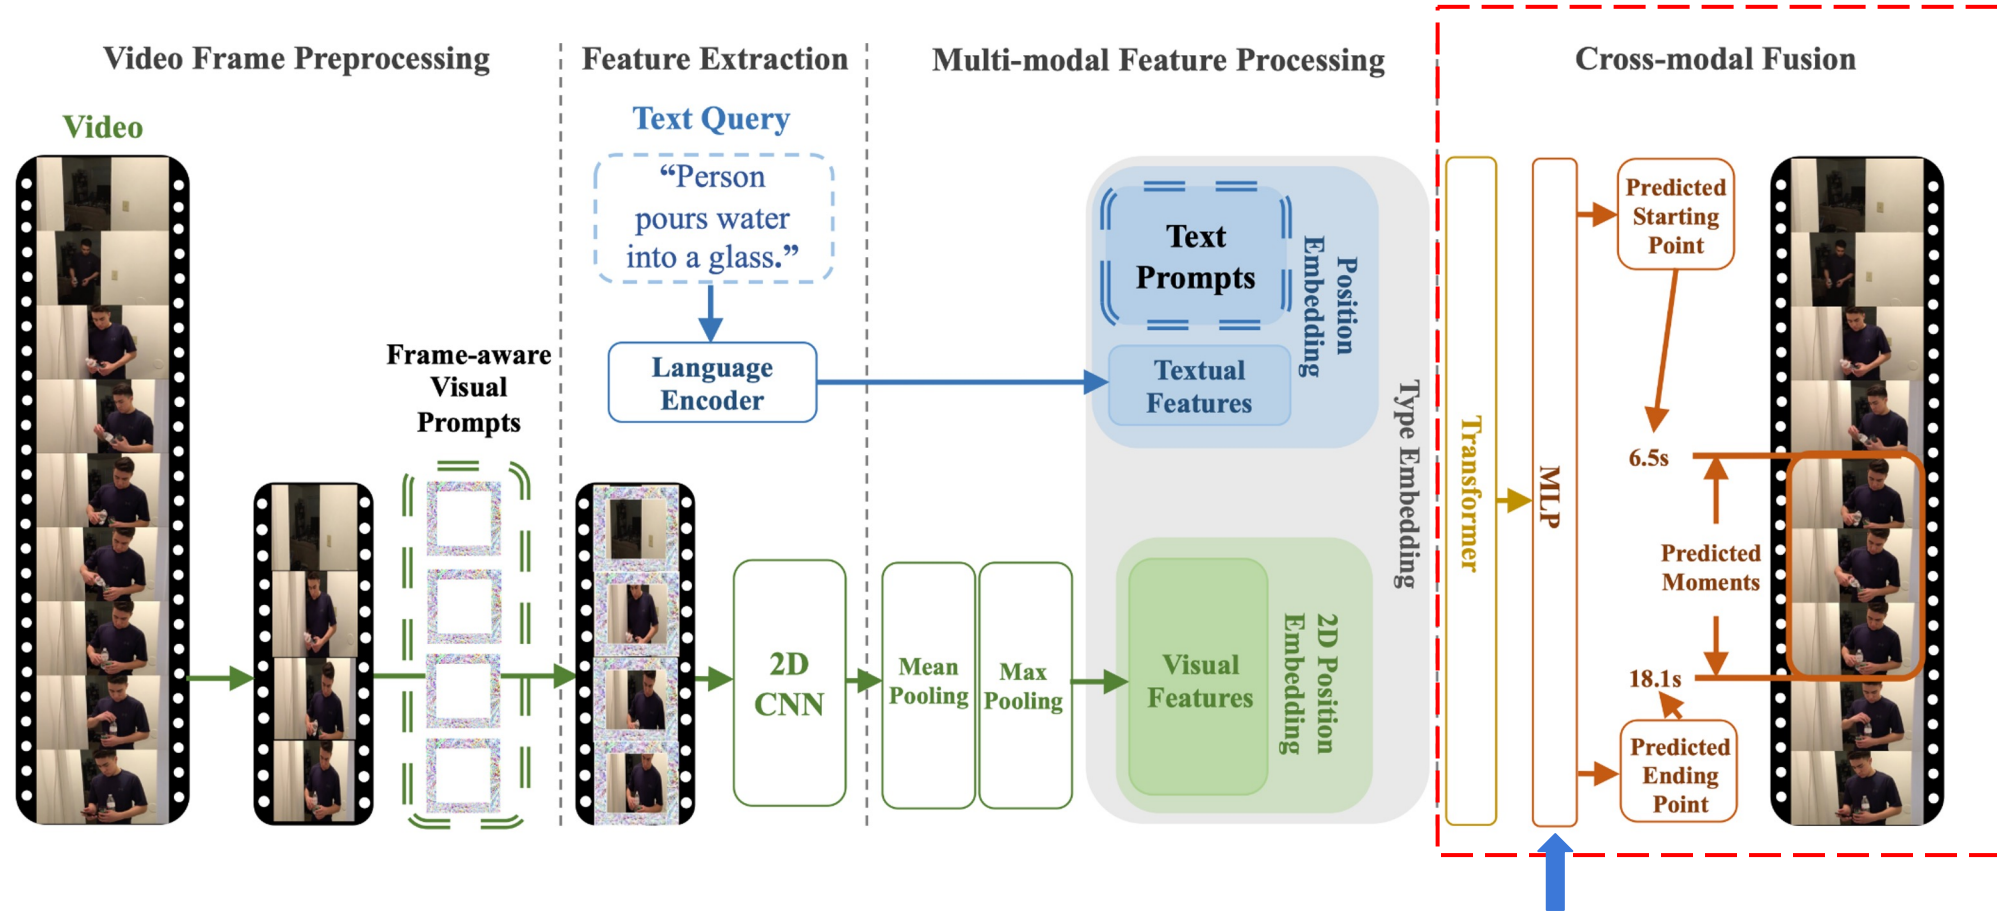 Video Frame Preprocessing
Feature Extraction
Multi-modal Feature Processing
Cross-modal Fusion
Video
Frame-aware
Visual
Prompts
Text Query
“Person
pours water
into a glass.”
Language
Encoder
2D
CNN
Mean
Pooling
Max
Pooling
Text
Prompts
Position
Embedding
Textual
Features
Visual
Features
2D Position
Embedding
Type Embedding
Transformer
MLP
Predicted
Starting
Point
6.5s
Predicted
Moments
18.1s
Predicted
Ending
Point